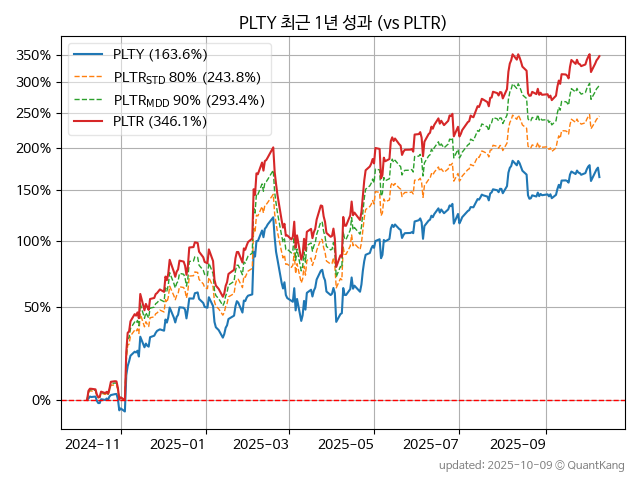 PLTY 최근 1년 성과 (vs PLTR)
PLTY (163.6%)
PLTR_STD 80% (243.8%)
PLTR_MDD 90% (293.4%)
PLTR (346.1%)
350%
300%
250%
200%
150%
100%
50%
0%
2024-11 2025-01 2025-03 2025-05 2025-07 2025-09
updated: 2025-10-09 © QuantKang